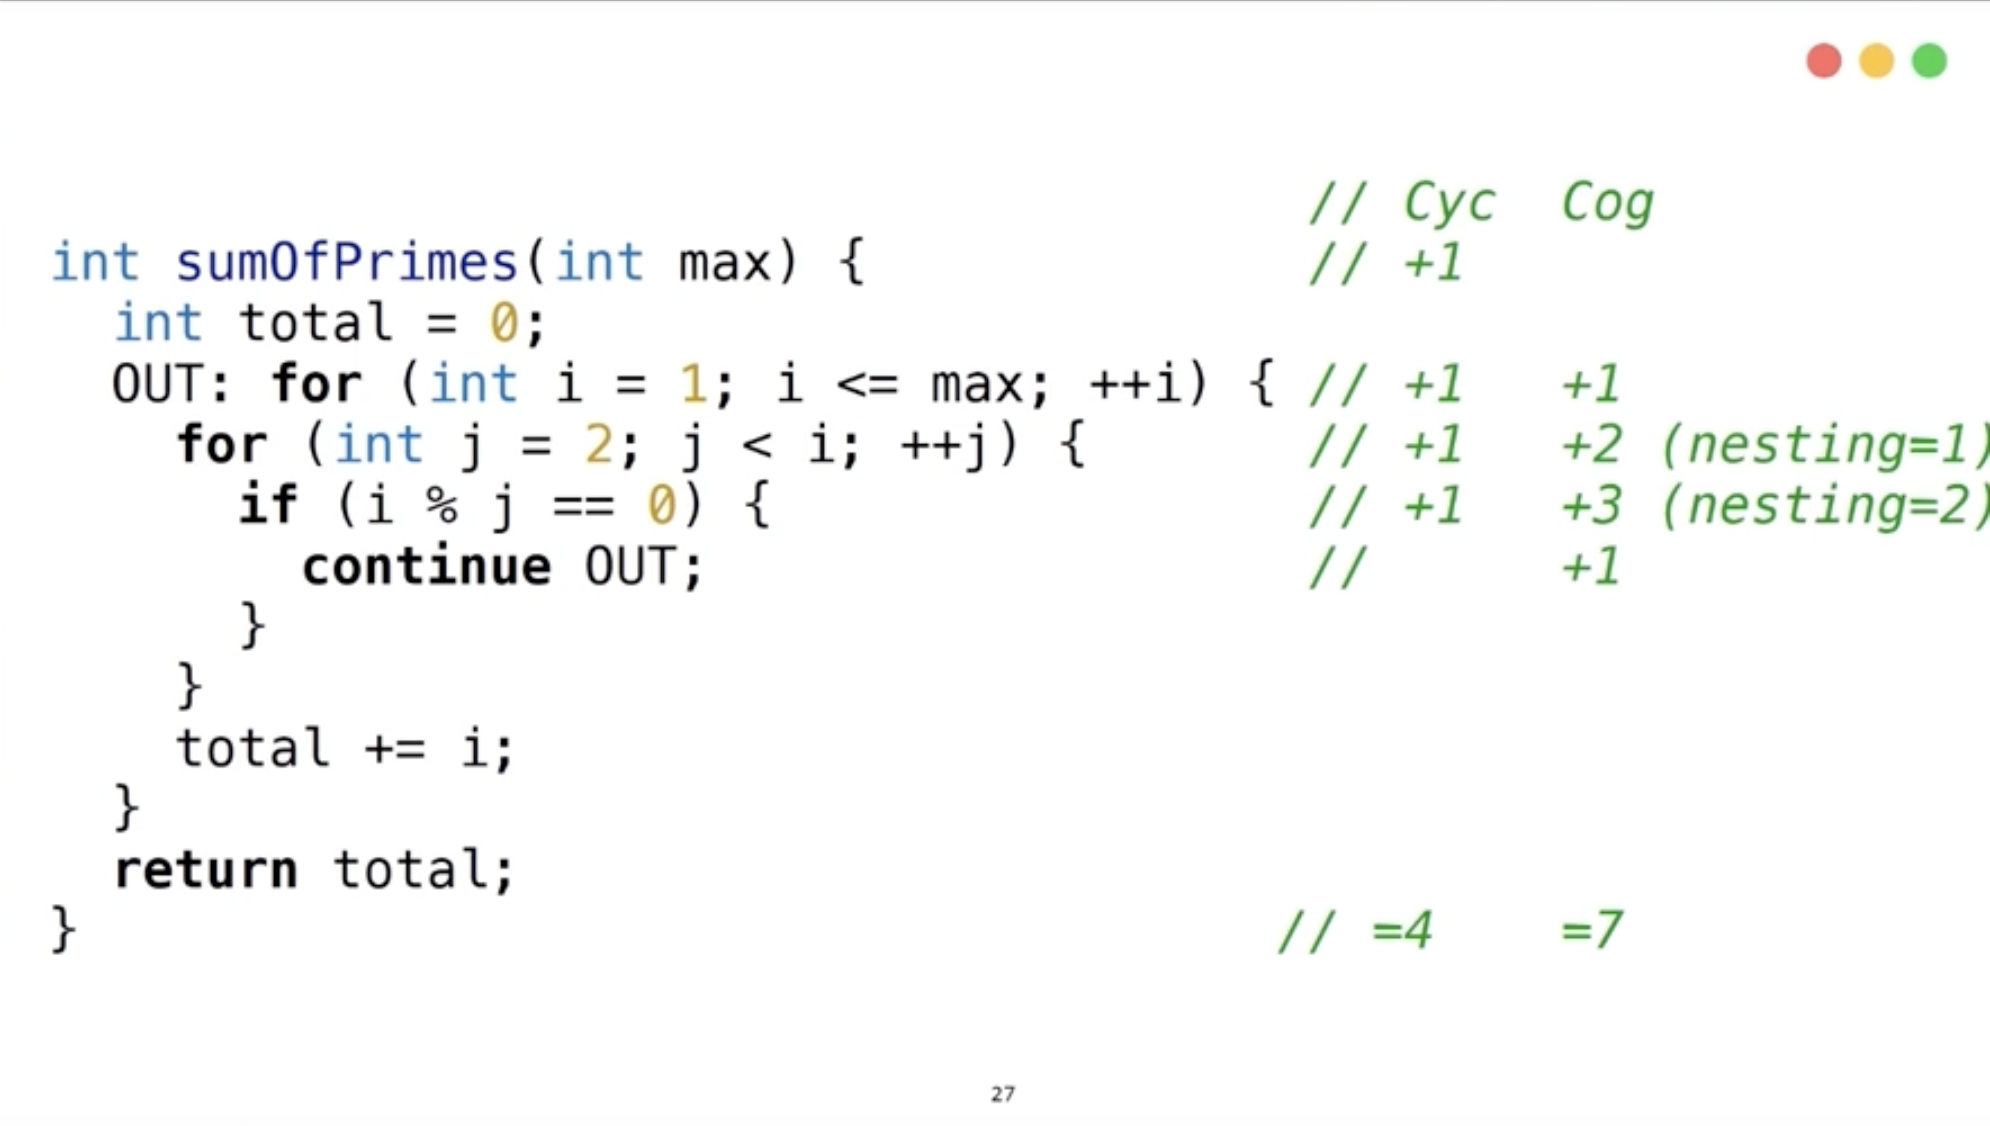 // Cyc  Cog
int sumOfPrimes(int max) {                // +1
  int total = 0;
  OUT: for (int i = 1; i <= max; ++i) { // +1   +1
    for (int j = 2; j < i; ++j) {       // +1   +2 (nesting=1)
      if (i % j == 0) {                 // +1   +3 (nesting=2)
        continue OUT;                   //      +1
      }
    }
    total += i;
  }
  return total;
}                                      // =4    =7
27